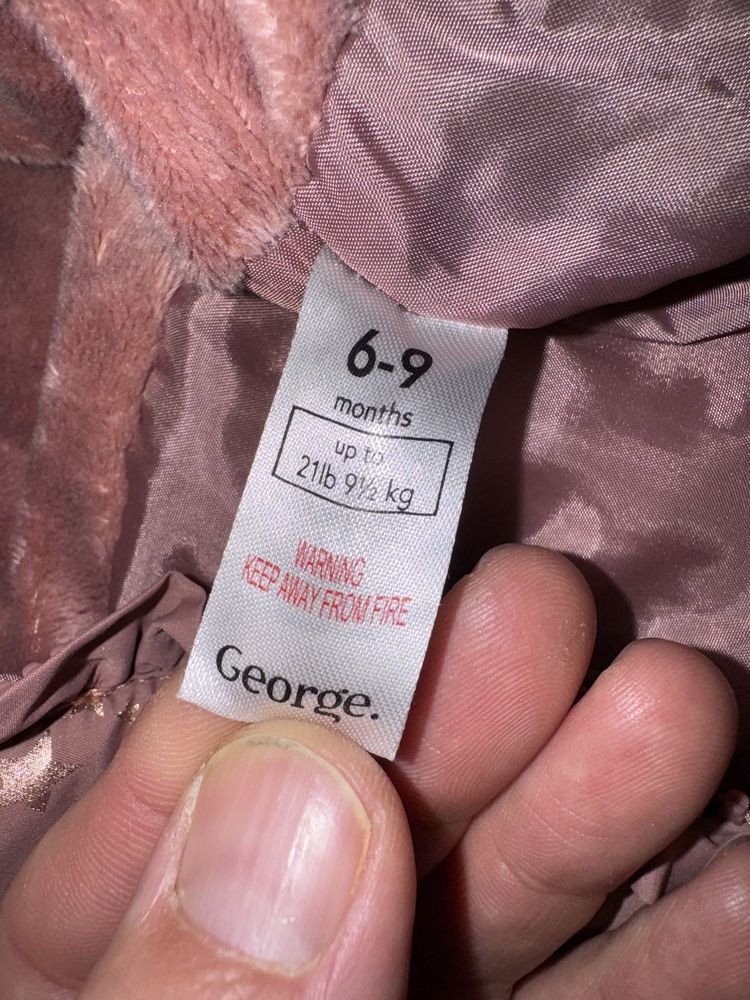 6-9
months
up to
21lb 9½ kg
WARNING
KEEP AWAY FROM FIRE
George.